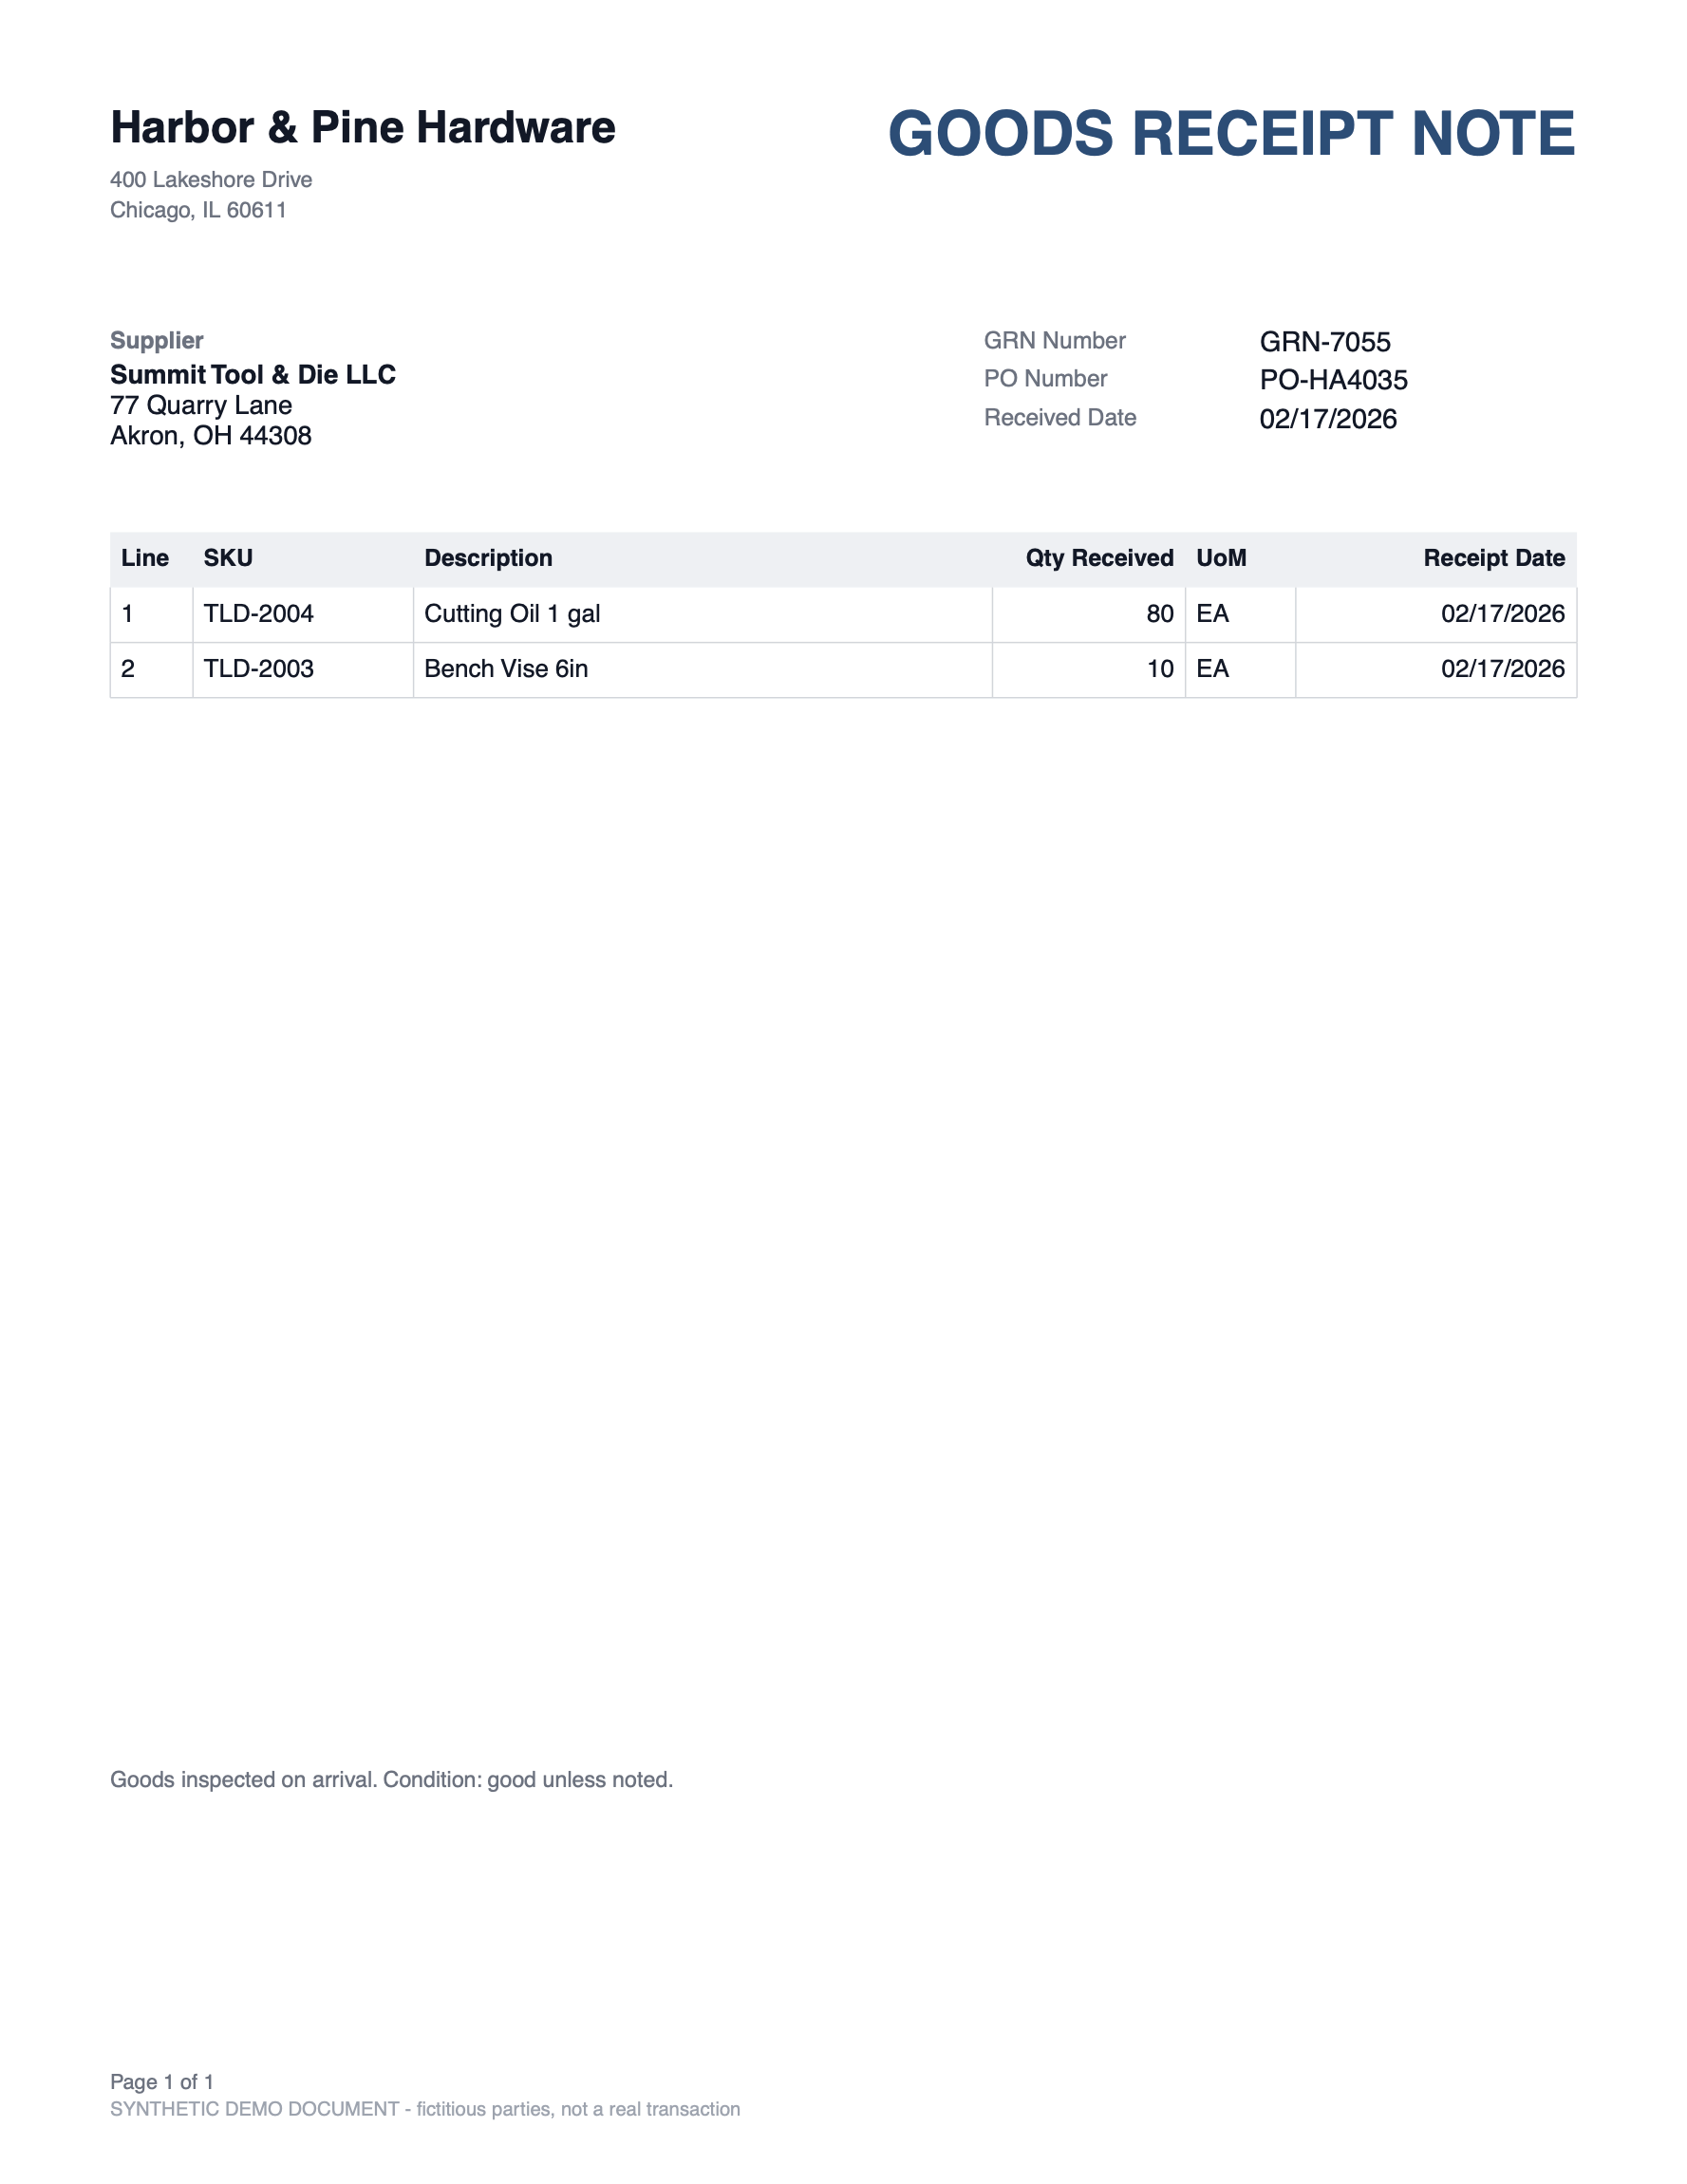 Harbor & Pine Hardware
GOODS RECEIPT NOTE
400 Lakeshore Drive
Chicago, IL 60611
Supplier
Summit Tool & Die LLC
77 Quarry Lane
Akron, OH 44308
GRN Number GRN-7055
PO Number PO-HA4035
Received Date 02/17/2026
Line SKU Description Qty Received UoM Receipt Date
1 TLD-2004 Cutting Oil 1 gal 80 EA 02/17/2026
2 TLD-2003 Bench Vise 6in 10 EA 02/17/2026
Goods inspected on arrival. Condition: good unless noted.
Page 1 of 1
SYNTHETIC DEMO DOCUMENT - fictitious parties, not a real transaction